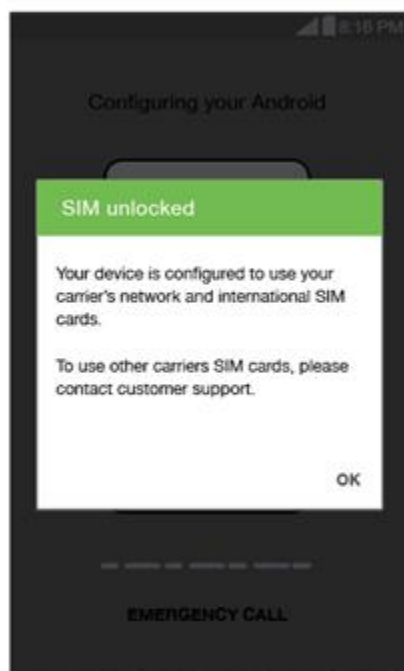 8:16 PM
Configuring your Android
SIM unlocked
Your device is configured to use your
carrier's network and international SIM
cards.
To use other carriers SIM cards, please
contact customer support.
OK
EMERGENCY CALL